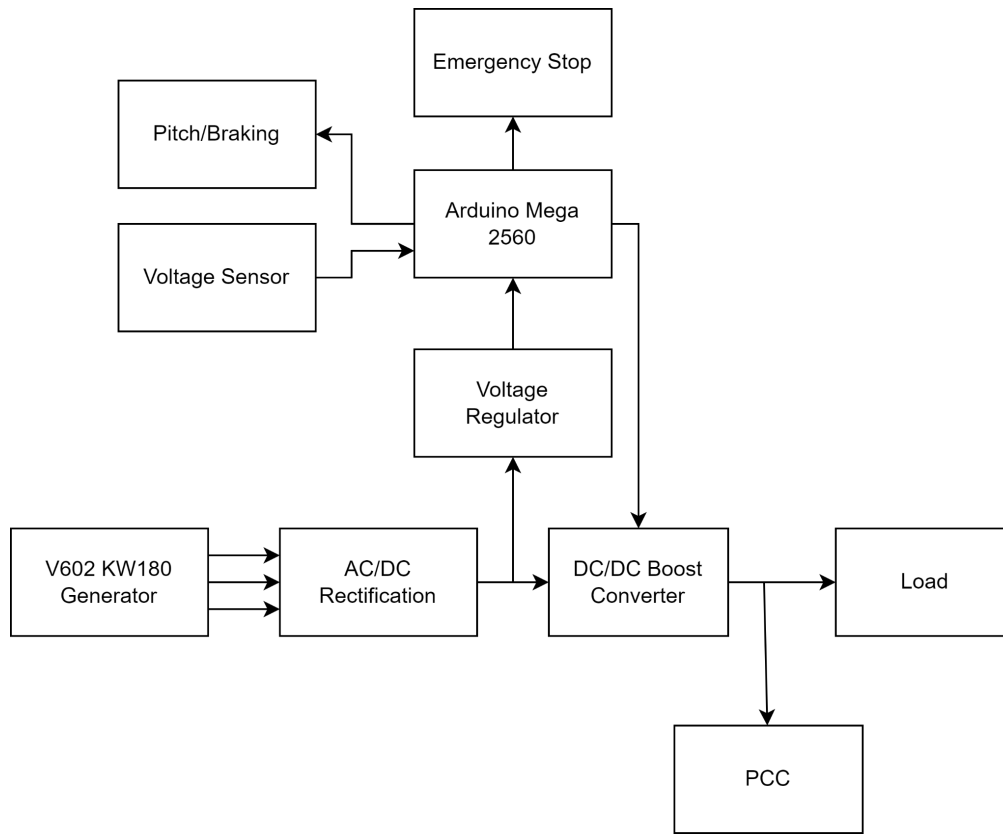 Emergency Stop
Pitch/Braking
Arduino Mega
2560
Voltage Sensor
Voltage
Regulator
V602 KW180
Generator
AC/DC
Rectification
DC/DC Boost
Converter
Load
PCC